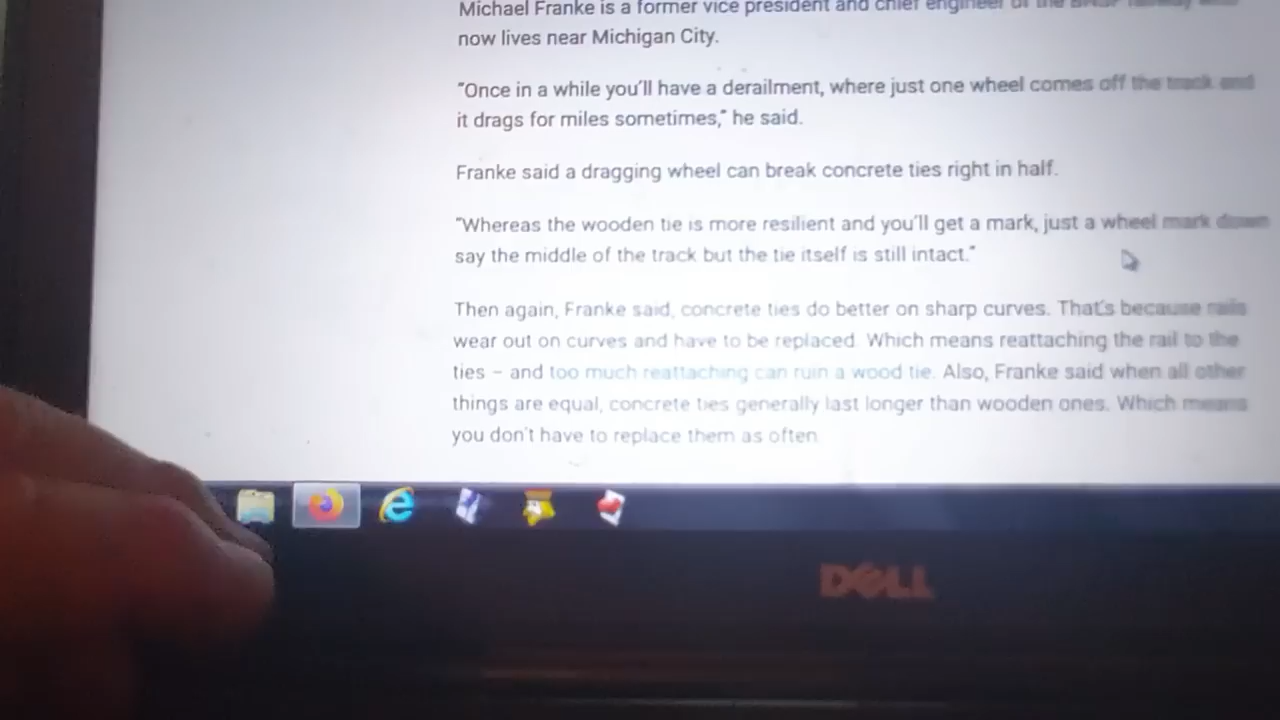 Michael Franke is a former vice president and chief engineer of the BNSF railway who
now lives near Michigan City.
“Once in a while you’ll have a derailment, where just one wheel comes off the track and
it drags for miles sometimes,” he said.
Franke said a dragging wheel can break concrete ties right in half.
“Whereas the wooden tie is more resilient and you’ll get a mark, just a wheel mark down
say the middle of the track but the tie itself is still intact.”
Then again, Franke said, concrete ties do better on sharp curves. That’s because rails
wear out on curves and have to be replaced. Which means reattaching the rail to the
ties – and too much reattaching can ruin a wood tie. Also, Franke said when all other
things are equal, concrete ties generally last longer than wooden ones. Which means
you don’t have to replace them as often
DELL